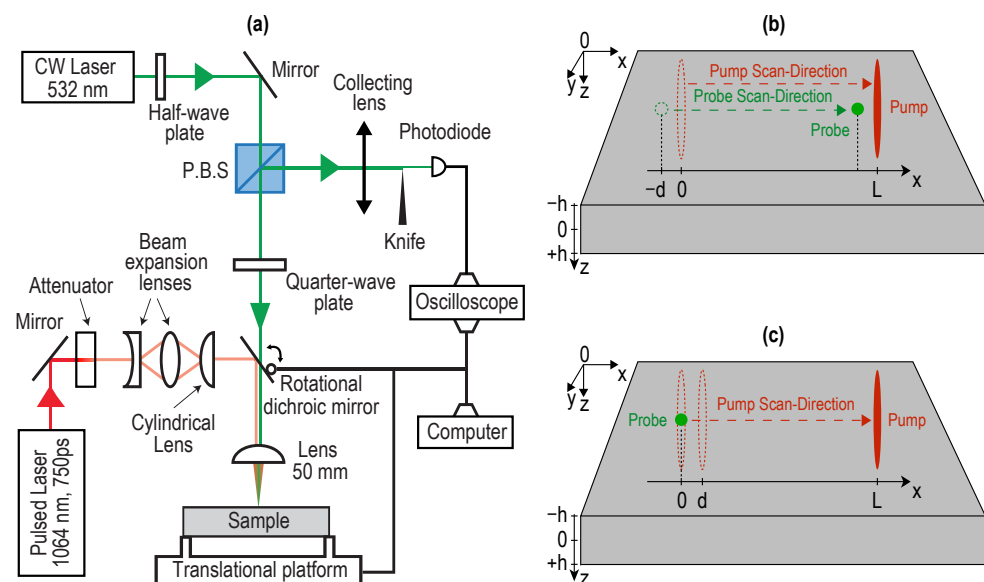 (a)
CW Laser
532 nm
Half-wave
plate
Mirror
Collecting
lens
Photodiode
P.B.S
Knife
Beam
expansion
lenses
Quarter-wave
plate
Attenuator
Mirror
Oscilloscope
Cylindrical
Lens
Rotational
dichroic mirror
Computer
Lens
50 mm
Pulsed Laser
1064 nm, 750ps
Sample
Translational platform
(b)
0
x
y
z
Pump Scan-Direction
Probe Scan-Direction
Pump
Probe
−d
0
L
x
−h
0
+h
z
(c)
0
x
y
z
Pump Scan-Direction
Probe
Pump
0
d
L
x
−h
0
+h
z